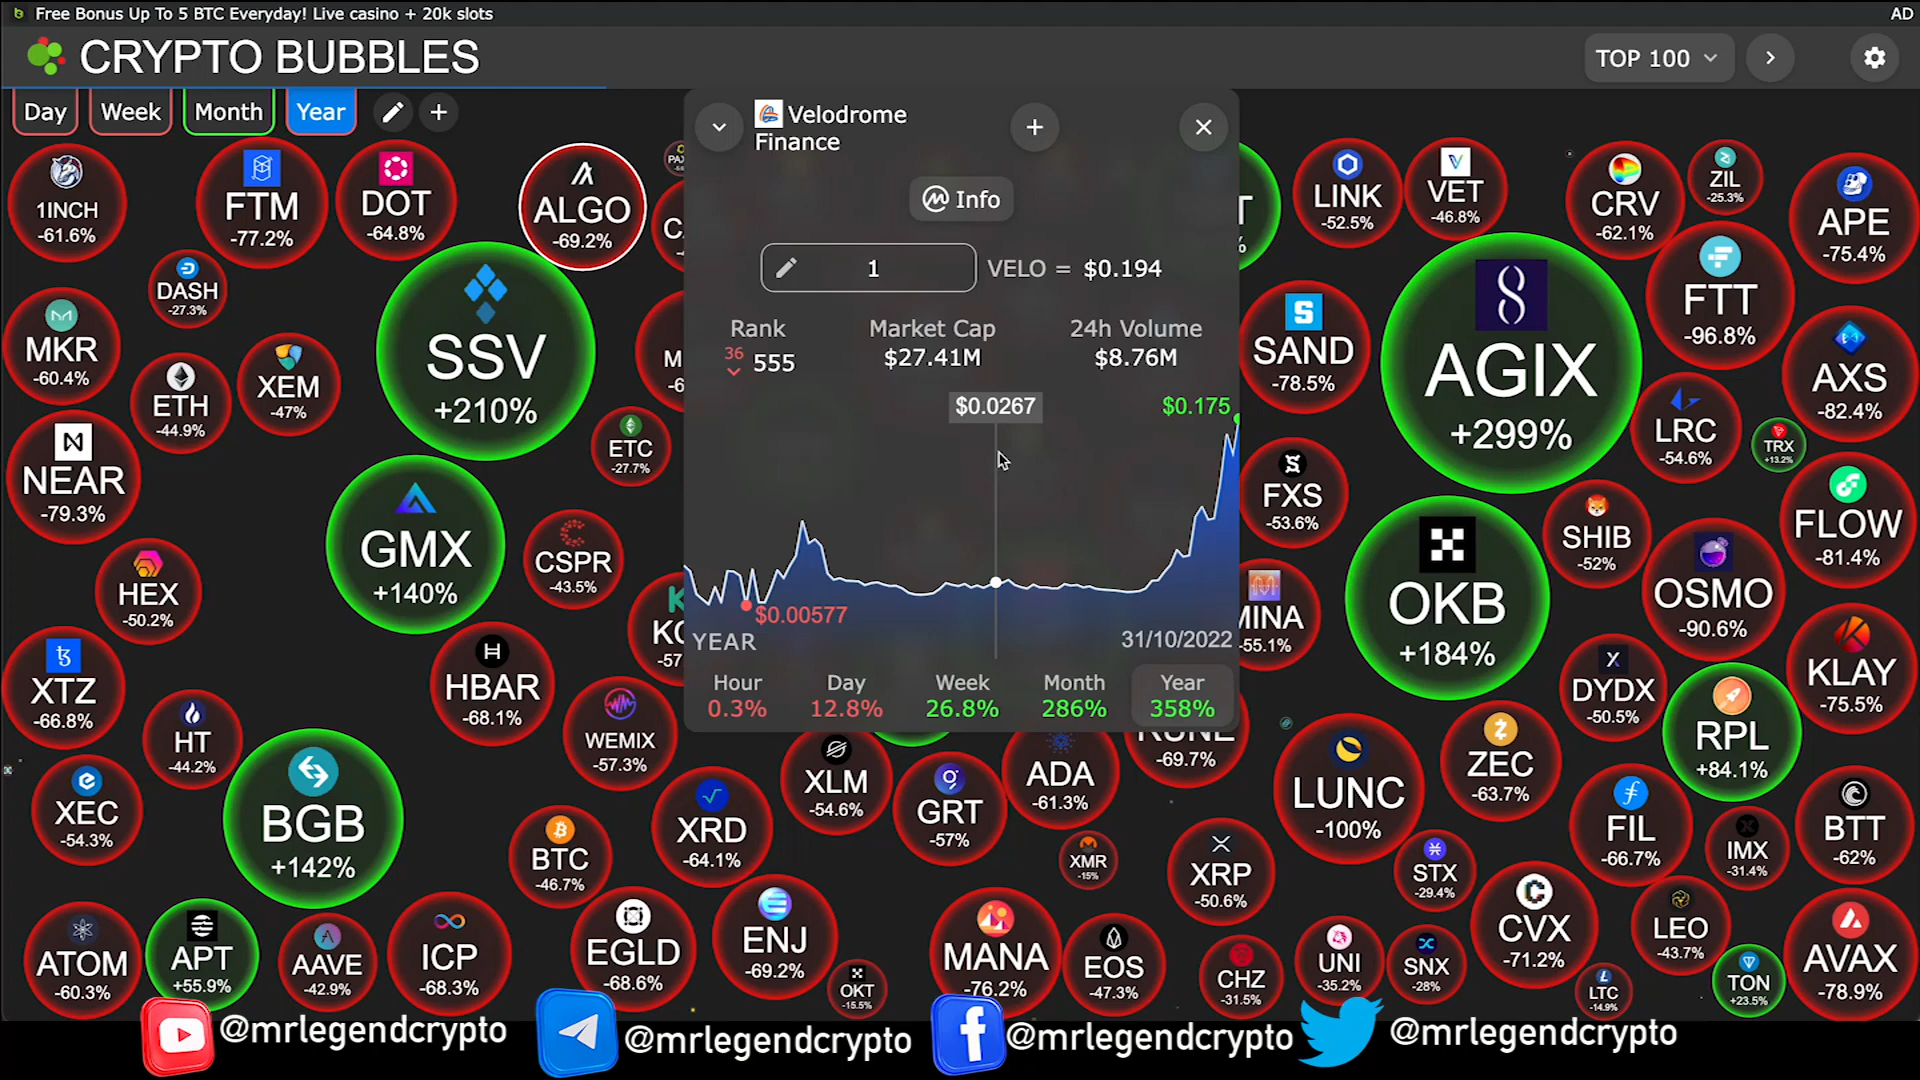 Free Bonus Up To 5 BTC Everyday! Live casino + 20k slots
AD
CRYPTO BUBBLES
TOP 100
Day
Week
Month
Year
Velodrome
Finance
Info
1
VELO = $0.194
Rank
36
555
Market Cap
$27.41M
24h Volume
$8.76M
$0.0267
$0.175
$0.00577
YEAR
31/10/2022
Hour
0.3%
Day
12.8%
Week
26.8%
Month
286%
Year
358%
1INCH
-61.6%
FTM
-77.2%
DOT
-64.8%
ALGO
-69.2%
LINK
-52.5%
VET
-46.8%
CRV
-62.1%
ZIL
-25.3%
APE
-75.4%
DASH
-27.3%
SSV
+210%
MKR
-60.4%
ETH
-44.9%
XEM
-47%
SAND
-78.5%
AGIX
+299%
FTT
-96.8%
AXS
-82.4%
LRC
-54.6%
TRX
+13.2%
ETC
-27.7%
NEAR
-79.3%
GMX
+140%
CSPR
-43.5%
FXS
-53.6%
OKB
+184%
SHIB
-52%
FLOW
-81.4%
OSMO
-90.6%
HEX
-50.2%
MINA
-55.1%
XTZ
-66.8%
HBAR
-68.1%
DYDX
-50.5%
KLAY
-75.5%
RPL
+84.1%
HT
-44.2%
WEMIX
-57.3%
RUNE
-69.7%
XEC
-54.3%
BGB
+142%
BTC
-46.7%
XRD
-64.1%
XLM
-54.6%
GRT
-57%
ADA
-61.3%
XMR
-15%
XRP
-50.6%
LUNC
-100%
ZEC
-63.7%
FIL
-66.7%
IMX
-31.4%
BTT
-62%
STX
-29.4%
ATOM
-60.3%
APT
+55.9%
AAVE
-42.9%
ICP
-68.3%
EGLD
-68.6%
ENJ
-69.2%
OKT
-15.5%
MANA
-76.2%
EOS
-47.3%
CHZ
-31.5%
UNI
-35.2%
SNX
-28%
CVX
-71.2%
LEO
-43.7%
LTC
-14.9%
TON
+23.5%
AVAX
-78.9%
@mrlegendcrypto
@mrlegendcrypto
@mrlegendcrypto
@mrlegendcrypto